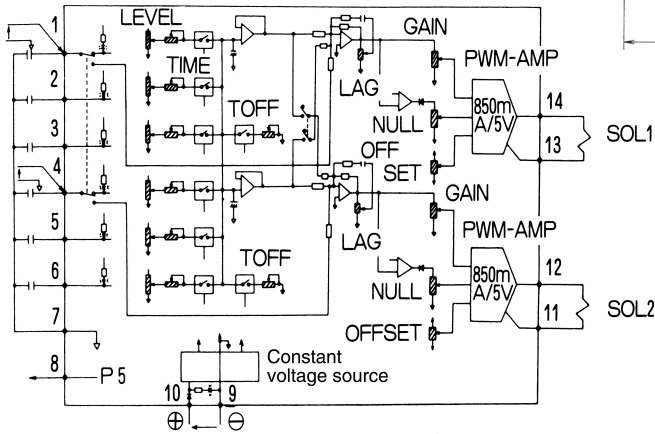 1
LEVEL
GAIN
PWM-AMP
TIME
2
LAG
850m
A/5V
14
TOFF
NULL
SOL1
3
OFF
SET
13
4
GAIN
PWM-AMP
LAG
5
TOFF
850m
A/5V
12
6
NULL
SOL2
7
OFFSET
11
8
P5
Constant
voltage source
10
9
⊕
⊖